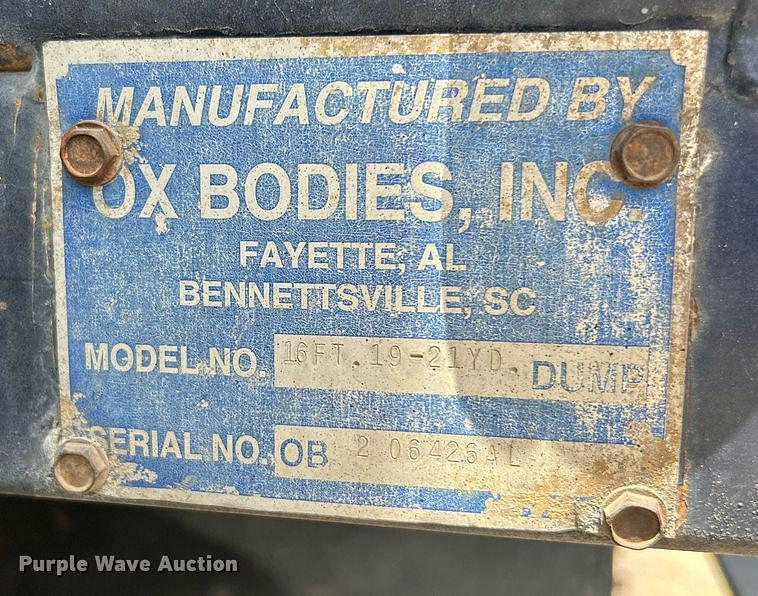 MANUFACTURED BY
OX BODIES, INC.
FAYETTE, AL
BENNETTSVILLE, SC
MODEL NO. 16FT. 19-21YD. DUMP
SERIAL NO. OB 2 06426AL
Purple Wave Auction